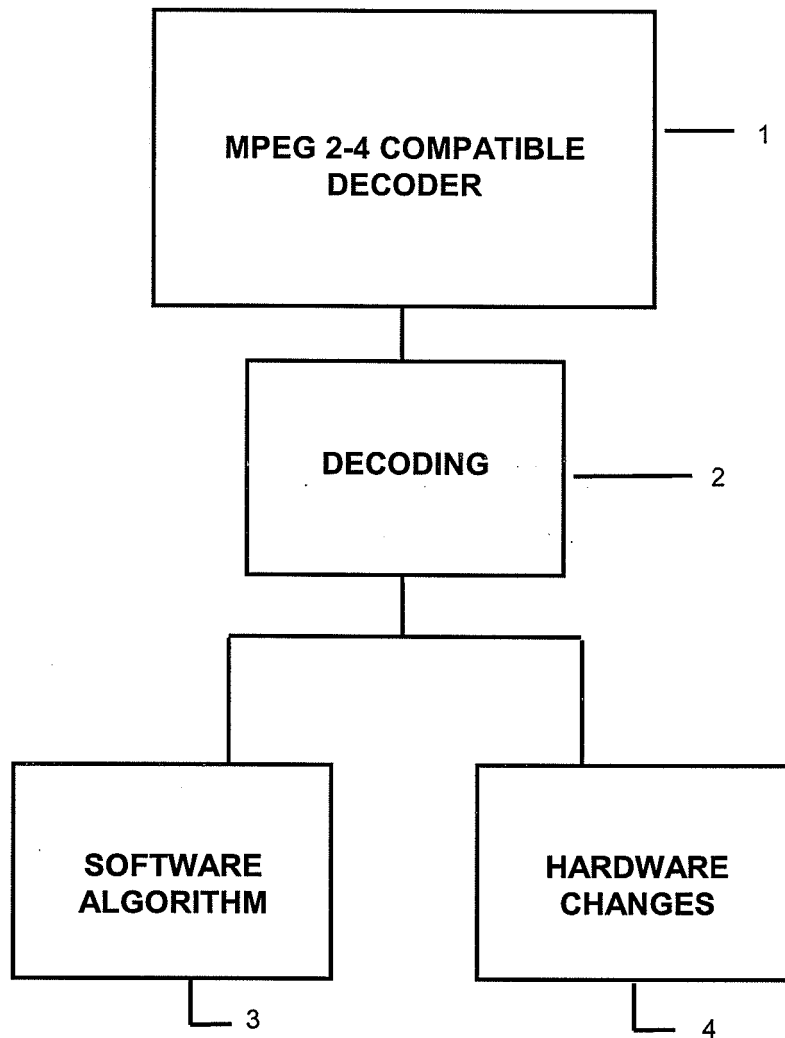 MPEG 2-4 COMPATIBLE
DECODER
1
DECODING
2
SOFTWARE
ALGORITHM
HARDWARE
CHANGES
3
4